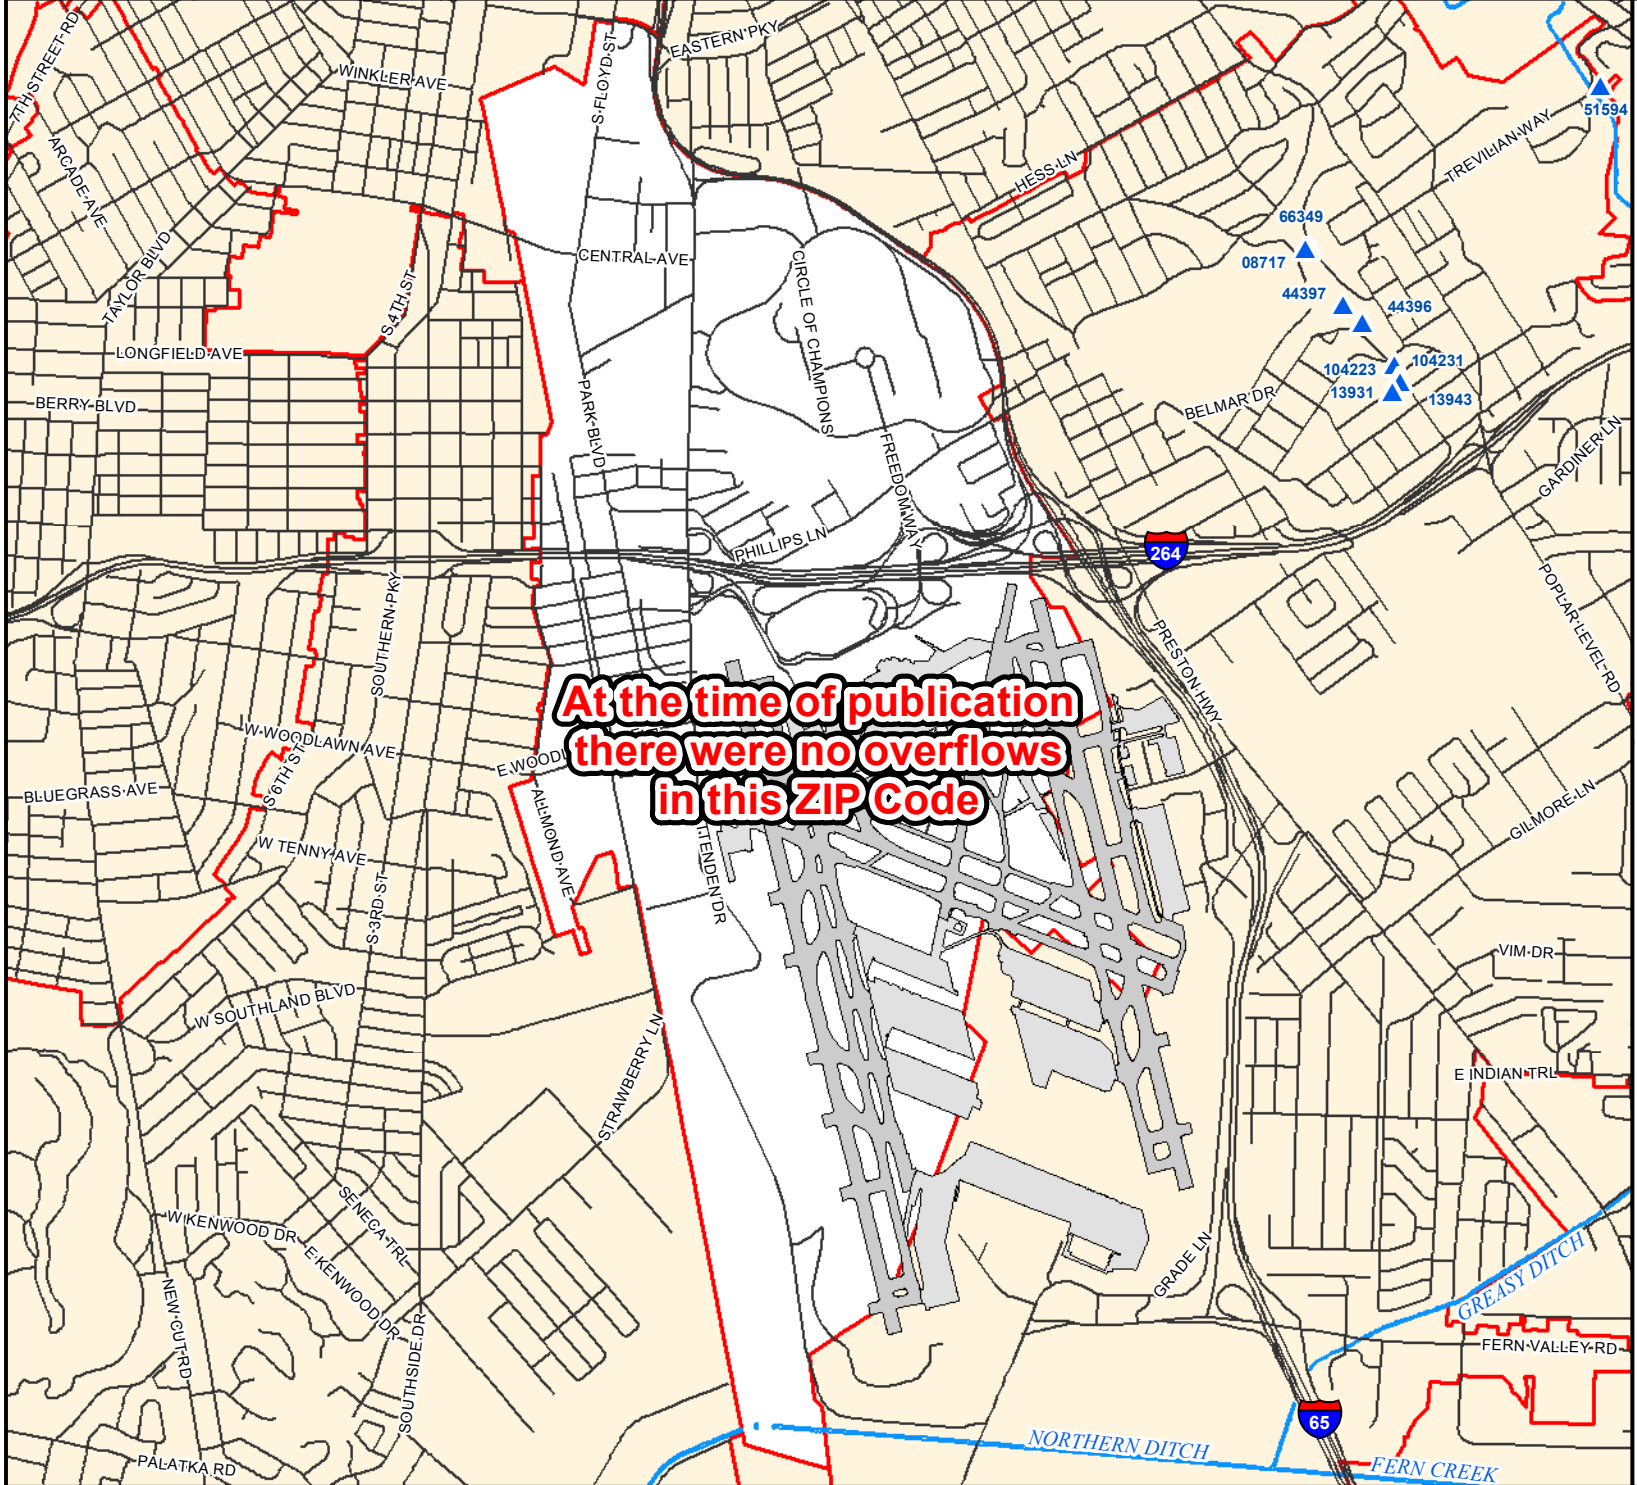 7TH STREET RD
WINKLER AVE
S FLOYD ST
EASTERN PKY
51594
TREVILIAN WAY
HESS LN
ARCADE AVE
66349
08717
TAYLOR BLVD
CENTRAL AVE
CIRCLE OF CHAMPIONS
S 4TH ST
44397
44396
LONGFIELD AVE
104223
104231
13931
13943
BERRY BLVD
PARK BLVD
BELMAR DR
FREEDOM WAY
GARDINER LN
PHILLIPS LN
264
SOUTHERN PKY
PRESTON HWY
POPLAR LEVEL RD
At the time of publication
there were no overflows
in this ZIP Code
W WOODLAWN AVE
S 6TH ST
BLUEGRASS AVE
ALMOND AVE
GILMORE LN
W TENNY AVE
S 3RD ST
VIM DR
W SOUTHLAND BLVD
STRAWBERRY LN
E INDIAN TRL
SENECA TRL
W KENWOOD DR
E KENWOOD DR
GRADE LN
GREASY DITCH
NEW CUT RD
SOUTHSIDE DR
FERN VALLEY RD
65
NORTHERN DITCH
PALATKA RD
FERN CREEK